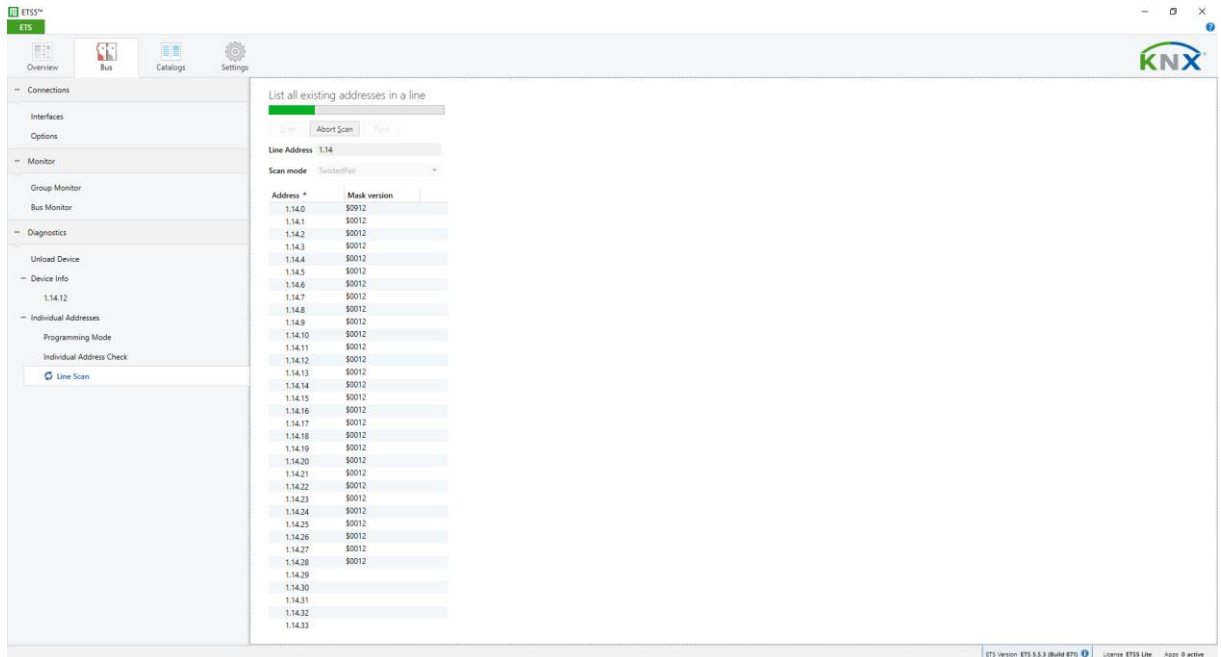 ETS5™
ETS
Overview
Bus
Catalogs
Settings
KNX
Connections
Interfaces
Options
Monitor
Group Monitor
Bus Monitor
Diagnostics
Unload Device
Device Info
1.14.12
Individual Addresses
Programming Mode
Individual Address Check
Line Scan
List all existing addresses in a line
Scan Abort Scan Print
Line Address 1.14
Scan mode TwistedPair
Address Mask version
1.14.0 $0912
1.14.1 $0012
1.14.2 $0012
1.14.3 $0012
1.14.4 $0012
1.14.5 $0012
1.14.6 $0012
1.14.7 $0012
1.14.8 $0012
1.14.9 $0012
1.14.10 $0012
1.14.11 $0012
1.14.12 $0012
1.14.13 $0012
1.14.14 $0012
1.14.15 $0012
1.14.16 $0012
1.14.17 $0012
1.14.18 $0012
1.14.19 $0012
1.14.20 $0012
1.14.21 $0012
1.14.22 $0012
1.14.23 $0012
1.14.24 $0012
1.14.25 $0012
1.14.26 $0012
1.14.27 $0012
1.14.28 $0012
1.14.29
1.14.30
1.14.31
1.14.32
1.14.33
ETS Version ETS 5.5.3 (Build 871) License ETS5 Lite Apps 0 active